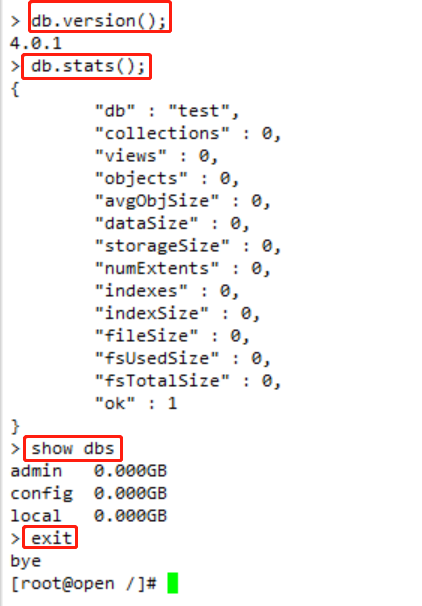 > db.version();
4.0.1
> db.stats();
{
        "db" : "test",
        "collections" : 0,
        "views" : 0,
        "objects" : 0,
        "avgObjSize" : 0,
        "dataSize" : 0,
        "storageSize" : 0,
        "numExtents" : 0,
        "indexes" : 0,
        "indexSize" : 0,
        "fileSize" : 0,
        "fsUsedSize" : 0,
        "fsTotalSize" : 0,
        "ok" : 1
}
> show dbs
admin   0.000GB
config  0.000GB
local   0.000GB
> exit
bye
[root@open /]#